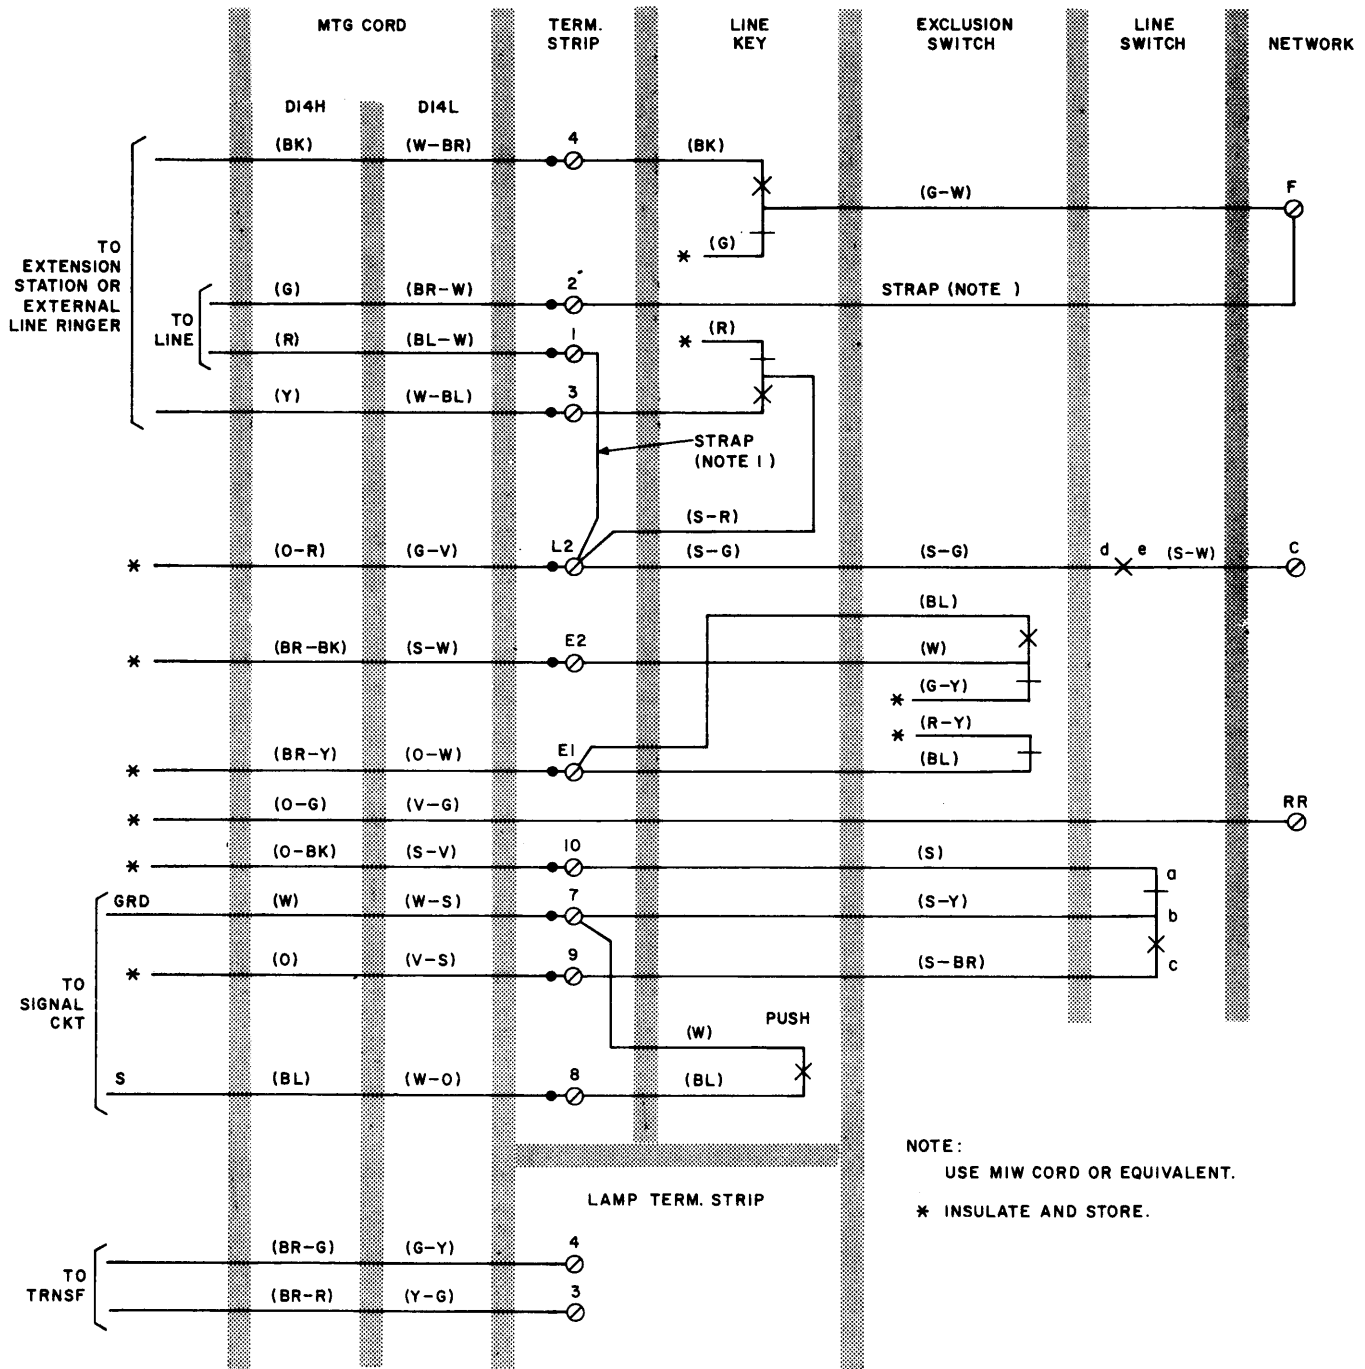 MTG CORD
TERM. STRIP
LINE KEY
EXCLUSION SWITCH
LINE SWITCH
NETWORK
D14H
D14L
4
(BK)
(W-BR)
(BK)
(G-W)
F
(G)
*
TO EXTENSION STATION OR EXTERNAL LINE RINGER
TO LINE
(G)
(BR-W)
2
STRAP (NOTE )
(R)
(BL-W)
1
* (R)
(Y)
(W-BL)
3
STRAP (NOTE 1)
(S-R)
*
(O-R)
(G-V)
L2
(S-G)
(S-G)
d
e
(S-W)
C
(BL)
*
(BR-BK)
(S-W)
E2
(W)
* (G-Y)
* (R-Y)
*
(BR-Y)
(O-W)
E1
(BL)
*
(O-G)
(V-G)
RR
*
(O-BK)
(S-V)
10
(S)
a
GRD
(W)
(W-S)
7
(S-Y)
b
TO SIGNAL CKT
*
(O)
(V-S)
9
(S-BR)
c
PUSH
(W)
S
(BL)
(W-O)
8
(BL)
NOTE:
USE M1W CORD OR EQUIVALENT.
* INSULATE AND STORE.
LAMP TERM. STRIP
TO TRNSF
(BR-G)
(G-Y)
4
(BR-R)
(Y-G)
3